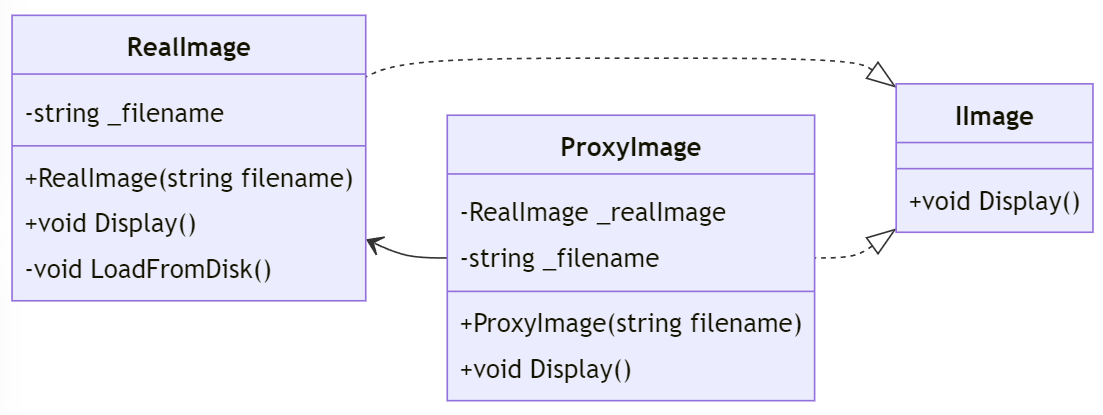 RealImage
-string _filename
+RealImage(string filename)
+void Display()
-void LoadFromDisk()
ProxyImage
-RealImage _realImage
-string _filename
+ProxyImage(string filename)
+void Display()
IImage
+void Display()